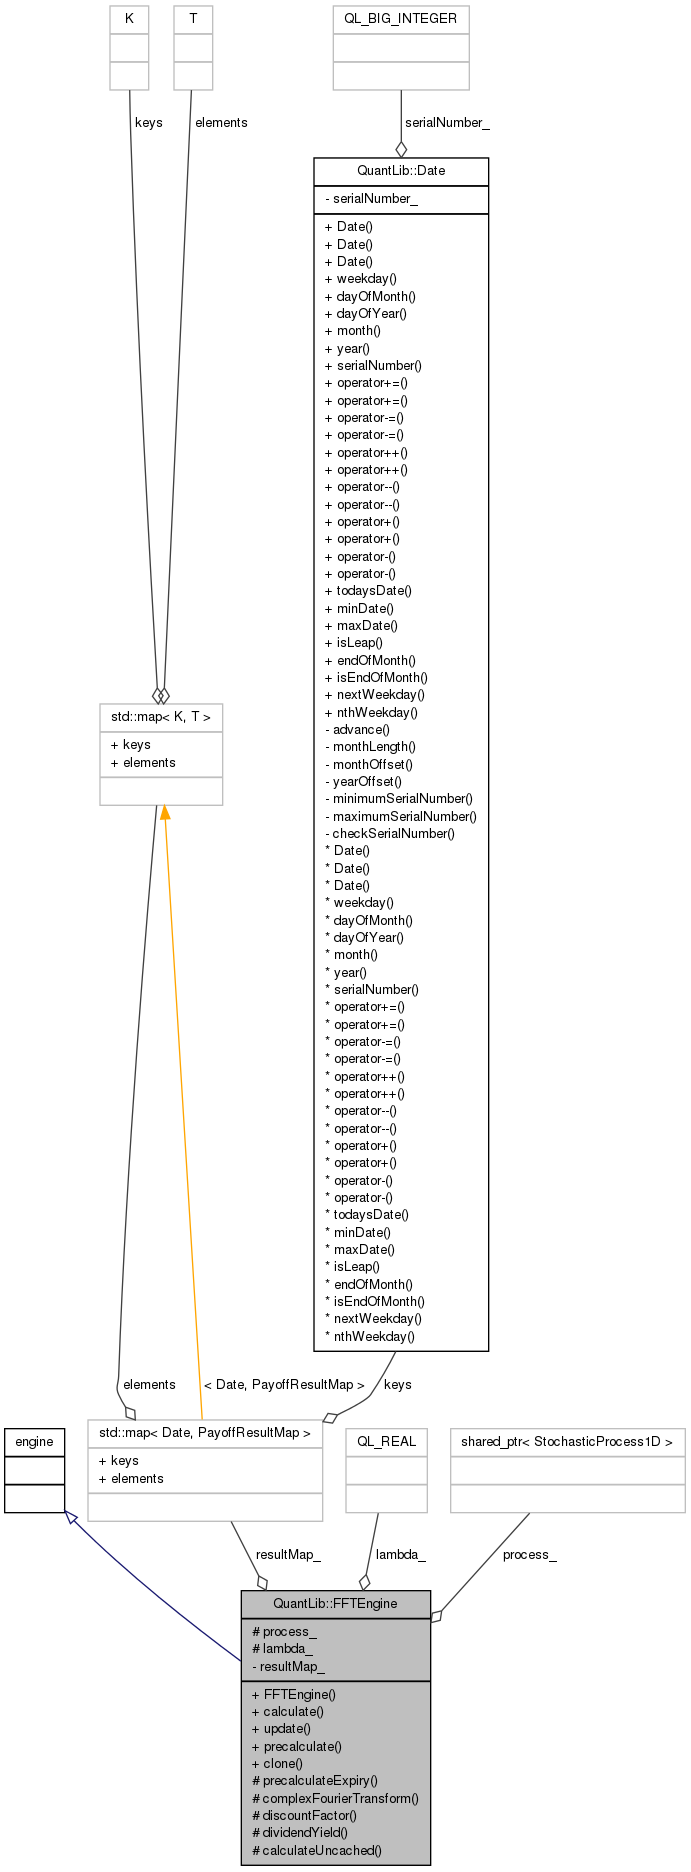 K
T
QL_BIG_INTEGER
keys
elements
serialNumber_
QuantLib::Date
- serialNumber_
+ Date()
+ Date()
+ Date()
+ weekday()
+ dayOfMonth()
+ dayOfYear()
+ month()
+ year()
+ serialNumber()
+ operator+=()
+ operator+=()
+ operator-=()
+ operator-=()
+ operator++()
+ operator++()
+ operator--()
+ operator--()
+ operator+()
+ operator+()
+ operator-()
+ operator-()
+ todaysDate()
+ minDate()
+ maxDate()
+ isLeap()
+ endOfMonth()
+ isEndOfMonth()
+ nextWeekday()
+ nthWeekday()
- advance()
- monthLength()
- monthOffset()
- yearOffset()
- minimumSerialNumber()
- maximumSerialNumber()
- checkSerialNumber()
* Date()
* Date()
* Date()
* weekday()
* dayOfMonth()
* dayOfYear()
* month()
* year()
* serialNumber()
* operator+=()
* operator+=()
* operator-=()
* operator-=()
* operator++()
* operator++()
* operator--()
* operator--()
* operator+()
* operator+()
* operator-()
* operator-()
* todaysDate()
* minDate()
* maxDate()
* isLeap()
* endOfMonth()
* isEndOfMonth()
* nextWeekday()
* nthWeekday()
std::map< K, T >
+ keys
+ elements
elements
< Date, PayoffResultMap >
keys
engine
std::map< Date, PayoffResultMap >
+ keys
+ elements
QL_REAL
shared_ptr< StochasticProcess1D >
resultMap_
lambda_
process_
QuantLib::FFTEngine
# process_
# lambda_
- resultMap_
+ FFTEngine()
+ calculate()
+ update()
+ precalculate()
+ clone()
# precalculateExpiry()
# complexFourierTransform()
# discountFactor()
# dividendYield()
# calculateUncached()